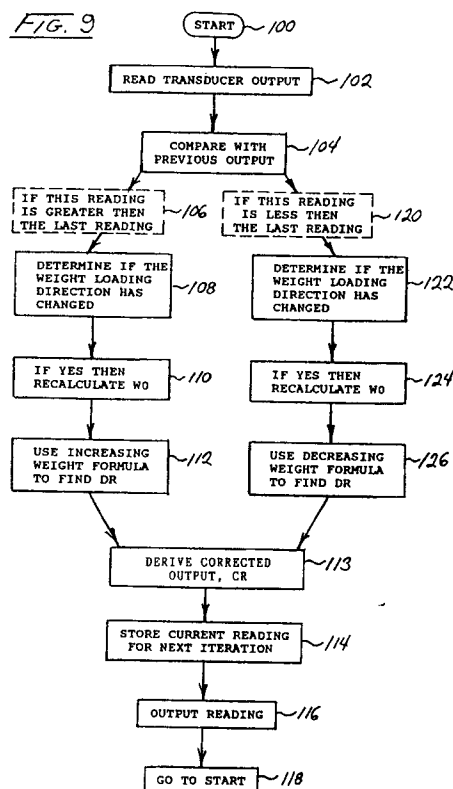 FIG. 9
START 100
READ TRANSDUCER OUTPUT 102
COMPARE WITH
PREVIOUS OUTPUT 104
IF THIS READING
IS GREATER THEN
THE LAST READING
106
IF THIS READING
IS LESS THEN
THE LAST READING
120
DETERMINE IF THE
WEIGHT LOADING
DIRECTION HAS
CHANGED
108
DETERMINE IF THE
WEIGHT LOADING
DIRECTION HAS
CHANGED
122
IF YES THEN
RECALCULATE W0
110
IF YES THEN
RECALCULATE W0
124
USE INCREASING
WEIGHT FORMULA
TO FIND DR
112
USE DECREASING
WEIGHT FORMULA
TO FIND DR
126
DERIVE CORRECTED
OUTPUT, CR
113
STORE CURRENT READING
FOR NEXT ITERATION
114
OUTPUT READING 116
GO TO START 118